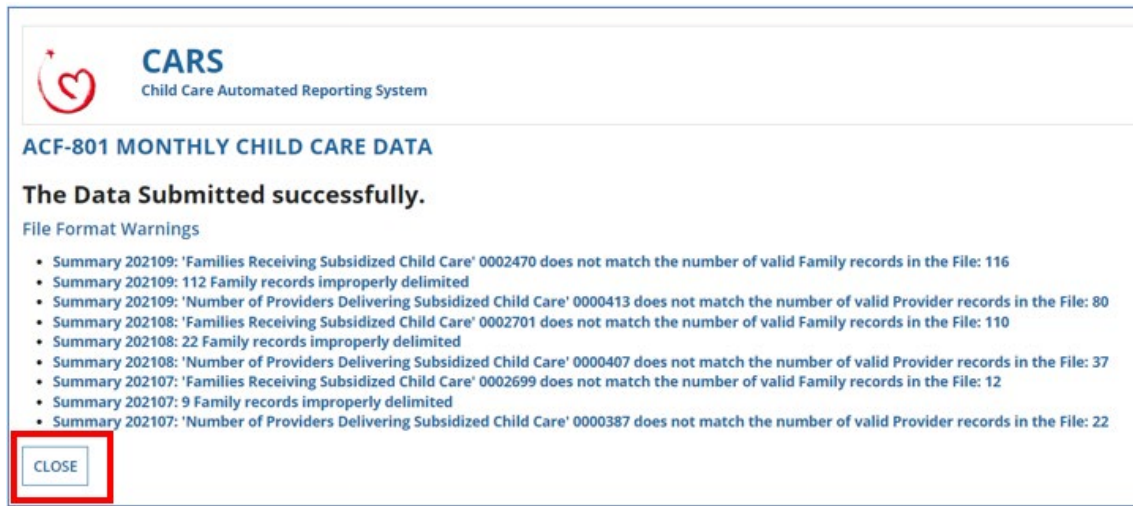 CARS
Child Care Automated Reporting System
ACF-801 MONTHLY CHILD CARE DATA
The Data Submitted successfully.
File Format Warnings
• Summary 202109: 'Families Receiving Subsidized Child Care' 0002470 does not match the number of valid Family records in the File: 116
• Summary 202109: 112 Family records improperly delimited
• Summary 202109: 'Number of Providers Delivering Subsidized Child Care' 0000413 does not match the number of valid Provider records in the File: 80
• Summary 202108: 'Families Receiving Subsidized Child Care' 0002701 does not match the number of valid Family records in the File: 110
• Summary 202108: 22 Family records improperly delimited
• Summary 202108: 'Number of Providers Delivering Subsidized Child Care' 0000407 does not match the number of valid Provider records in the File: 37
• Summary 202107: 'Families Receiving Subsidized Child Care' 0002699 does not match the number of valid Family records in the File: 12
• Summary 202107: 9 Family records improperly delimited
• Summary 202107: 'Number of Providers Delivering Subsidized Child Care' 0000387 does not match the number of valid Provider records in the File: 22
CLOSE